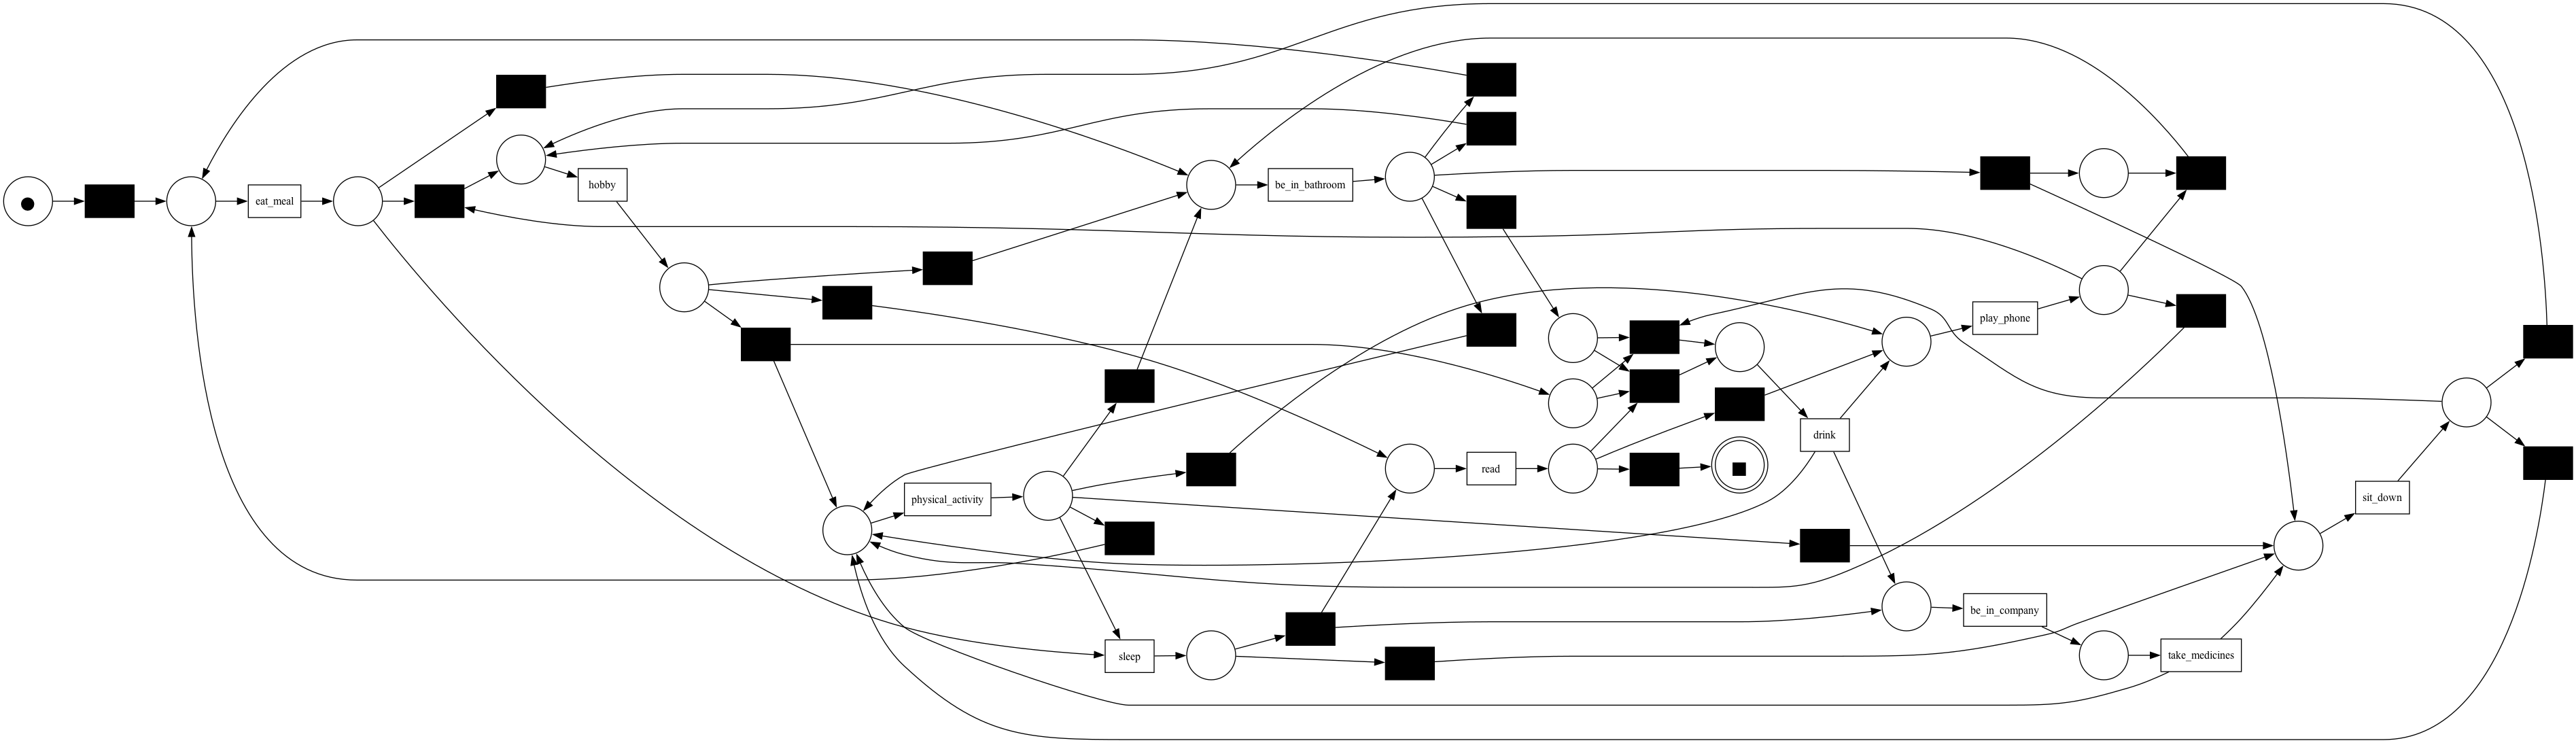 eat_meal
hobby
be_in_bathroom
play_phone
drink
read
physical_activity
sit_down
be_in_company
sleep
take_medicines